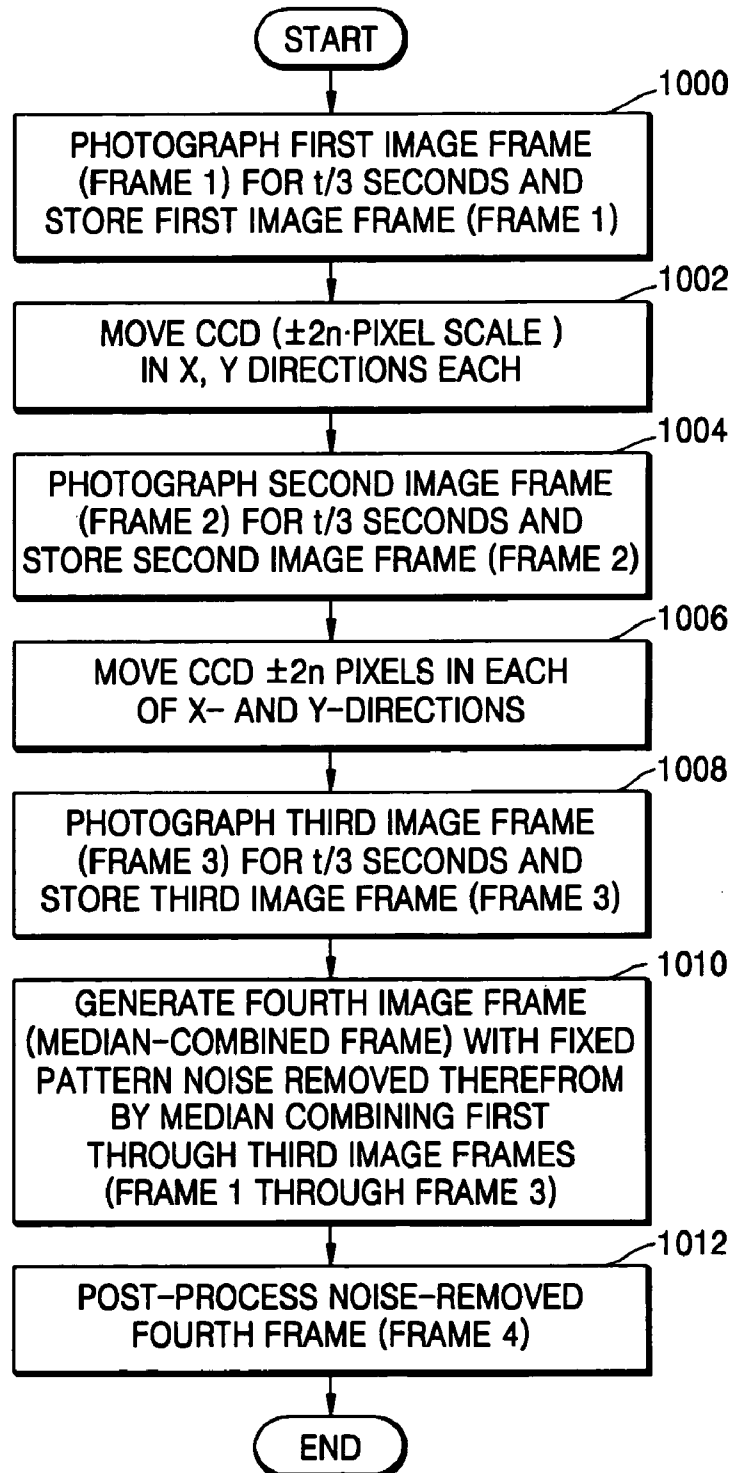 START
1000
PHOTOGRAPH FIRST IMAGE FRAME
(FRAME 1) FOR t/3 SECONDS AND
STORE FIRST IMAGE FRAME (FRAME 1)
1002
MOVE CCD (±2n·PIXEL SCALE )
IN X, Y DIRECTIONS EACH
1004
PHOTOGRAPH SECOND IMAGE FRAME
(FRAME 2) FOR t/3 SECONDS AND
STORE SECOND IMAGE FRAME (FRAME 2)
1006
MOVE CCD ±2n PIXELS IN EACH
OF X- AND Y-DIRECTIONS
1008
PHOTOGRAPH THIRD IMAGE FRAME
(FRAME 3) FOR t/3 SECONDS AND
STORE THIRD IMAGE FRAME (FRAME 3)
1010
GENERATE FOURTH IMAGE FRAME
(MEDIAN-COMBINED FRAME) WITH FIXED
PATTERN NOISE REMOVED THEREFROM
BY MEDIAN COMBINING FIRST
THROUGH THIRD IMAGE FRAMES
(FRAME 1 THROUGH FRAME 3)
1012
POST-PROCESS NOISE-REMOVED
FOURTH FRAME (FRAME 4)
END